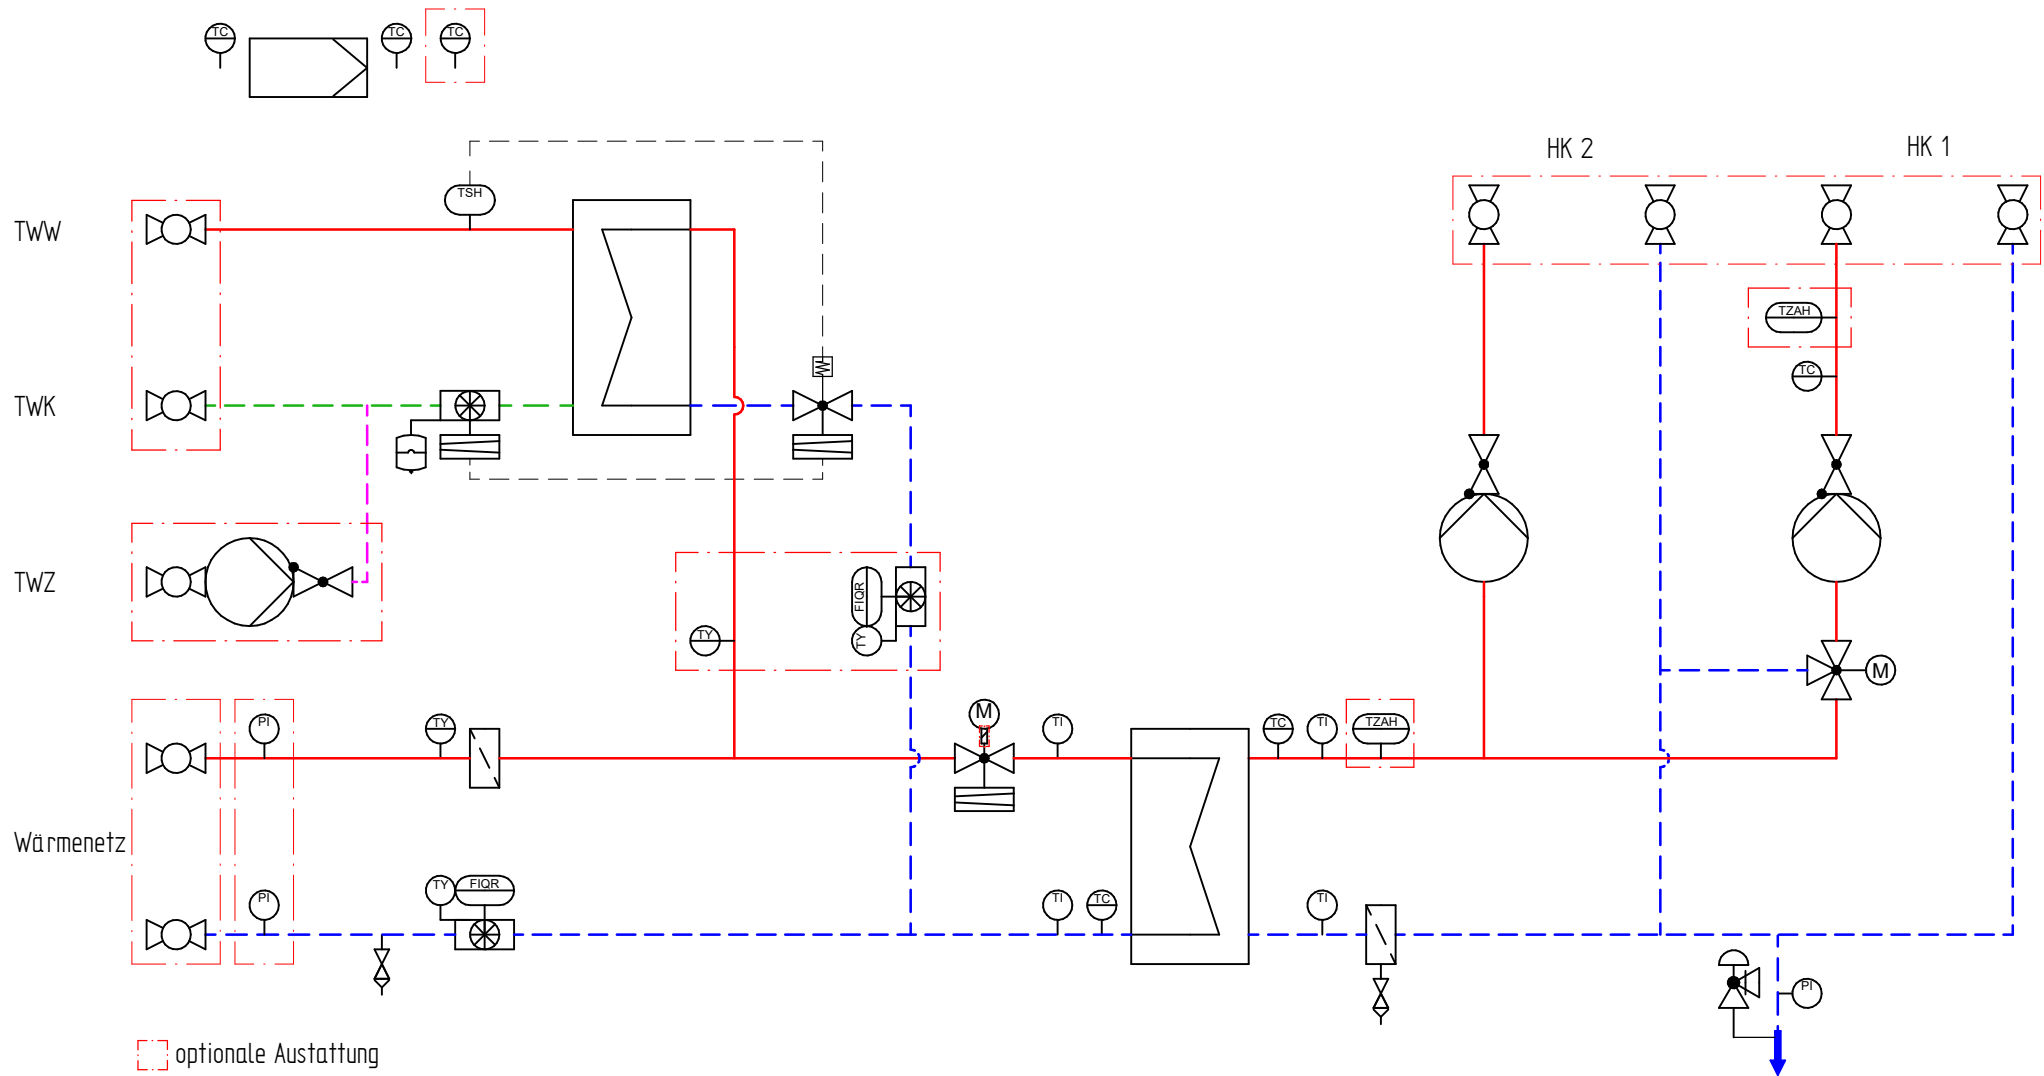 TC
TC
TC
HK 2
HK 1
TSH
TWW
TZAH
TC
TWK
TWZ
FIQR
TY
TY
M
M
PI
TY
TI
TC
TI
TZAH
Wärmenetz
PI
TY
FIQR
TI
TC
TI
PI
optionale Austattung